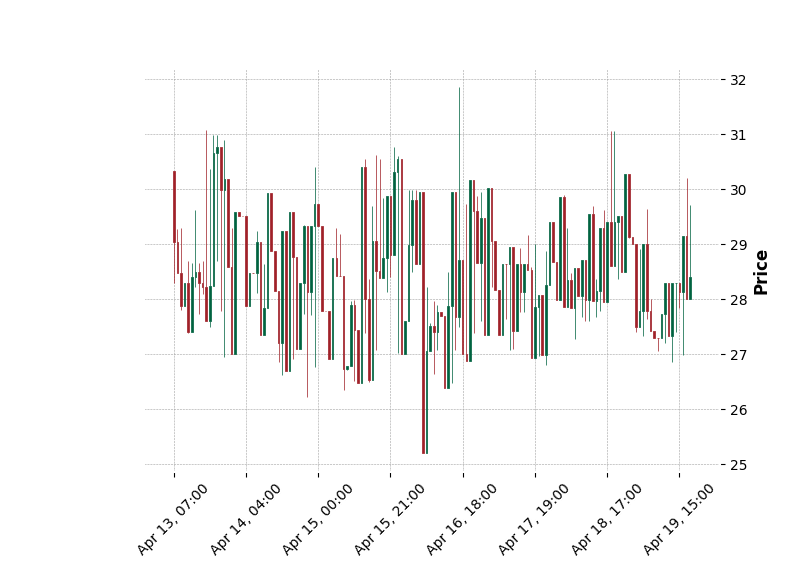 32
31
30
29
28
27
26
25
Price
Apr 13, 07:00
Apr 14, 04:00
Apr 15, 00:00
Apr 15, 21:00
Apr 16, 18:00
Apr 17, 19:00
Apr 18, 17:00
Apr 19, 15:00